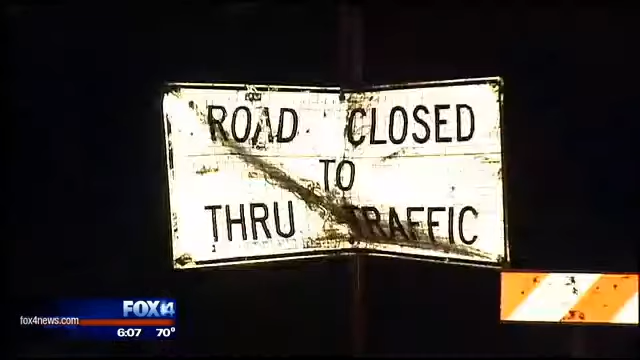 ROAD CLOSED
TO
THRU TRAFFIC
FOX 4
fox4news.com
6:07 70°